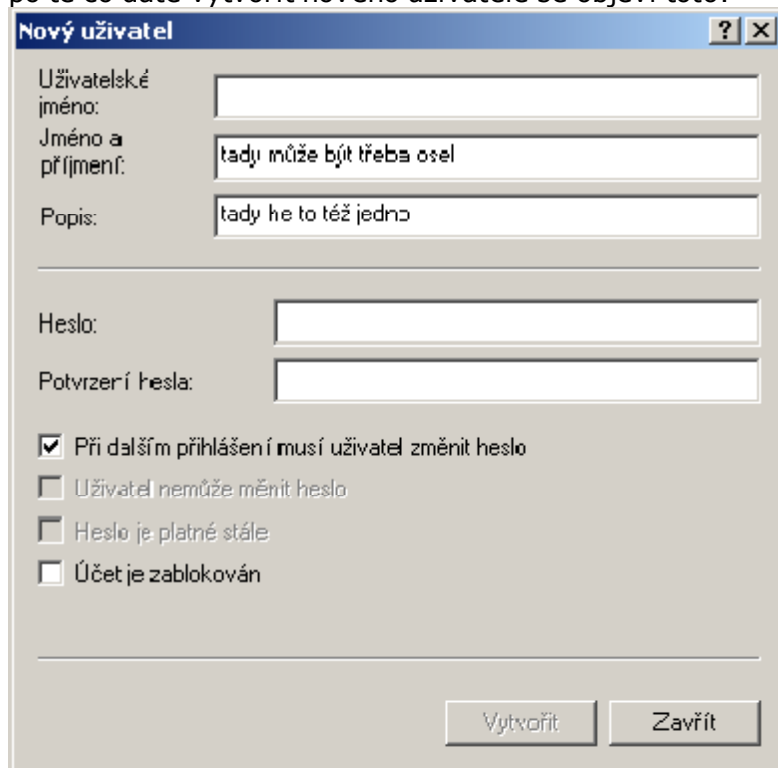 po té co dáte vytvořit nového uživatele se objeví toto:
Nový uživatel
Uživatelské
jméno:
Jméno a
příjmení:
tady může být třeba osel
Popis:
tady he to též jedno
Heslo:
Potvrzení hesla:
Při dalším přihlášení musí uživatel změnit heslo
Uživatel nemůže měnit heslo
Heslo je platné stále
Účet je zablokován
Vytvořit
Zavřít